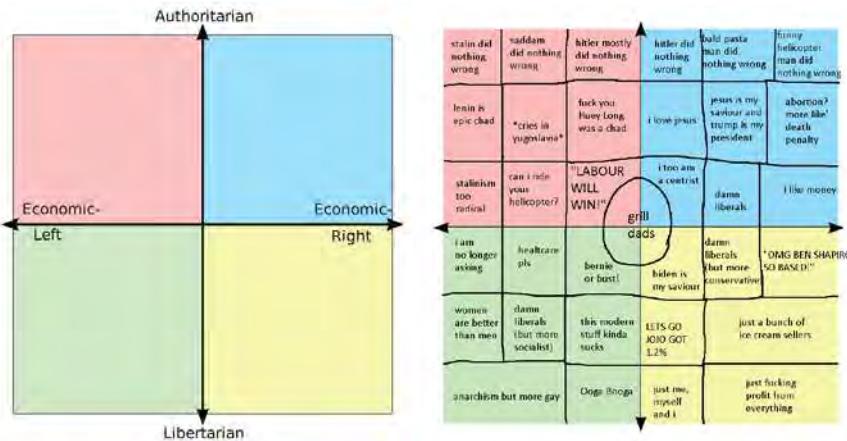 Authoritarian
Economic-
Left
Economic-
Right
Libertarian
stalin did
nothing
wrong
saddam
did nothing
wrong
hitler mostly
did nothing
wrong
hitler did
nothing
wrong
bald pasta
man did
nothing wrong
funny
helicopter
man did
nothing wrong
lenin is
epic chad
*cries in
yugoslavia*
fuck you
Huey Long
was a chad
i love jesus
jesus is my
saviour and
trump is my
president
abortion?
more like'
death
penalty
stalinism
too
radical
can i ride
your
helicopter?
"LABOUR
WILL
WIN!"
i too am
a centrist
damn
liberals
i like money
grill
dads
i am
no longer
asking
healtcare
pls
bernie
or bust!
biden is
my saviour
damn
liberals
(but more
conservative
"OMG BEN SHAPIRO
SO BASED!"
women
are better
than men
damn
liberals
(but more
socialist)
this modern
stuff kinda
sucks
LETS GO
JOJO GOT
1.2%
just a bunch of
ice cream sellers
anarchism but more gay
Ooga Booga
just me,
myself
and i
just fucking
profit from
everything